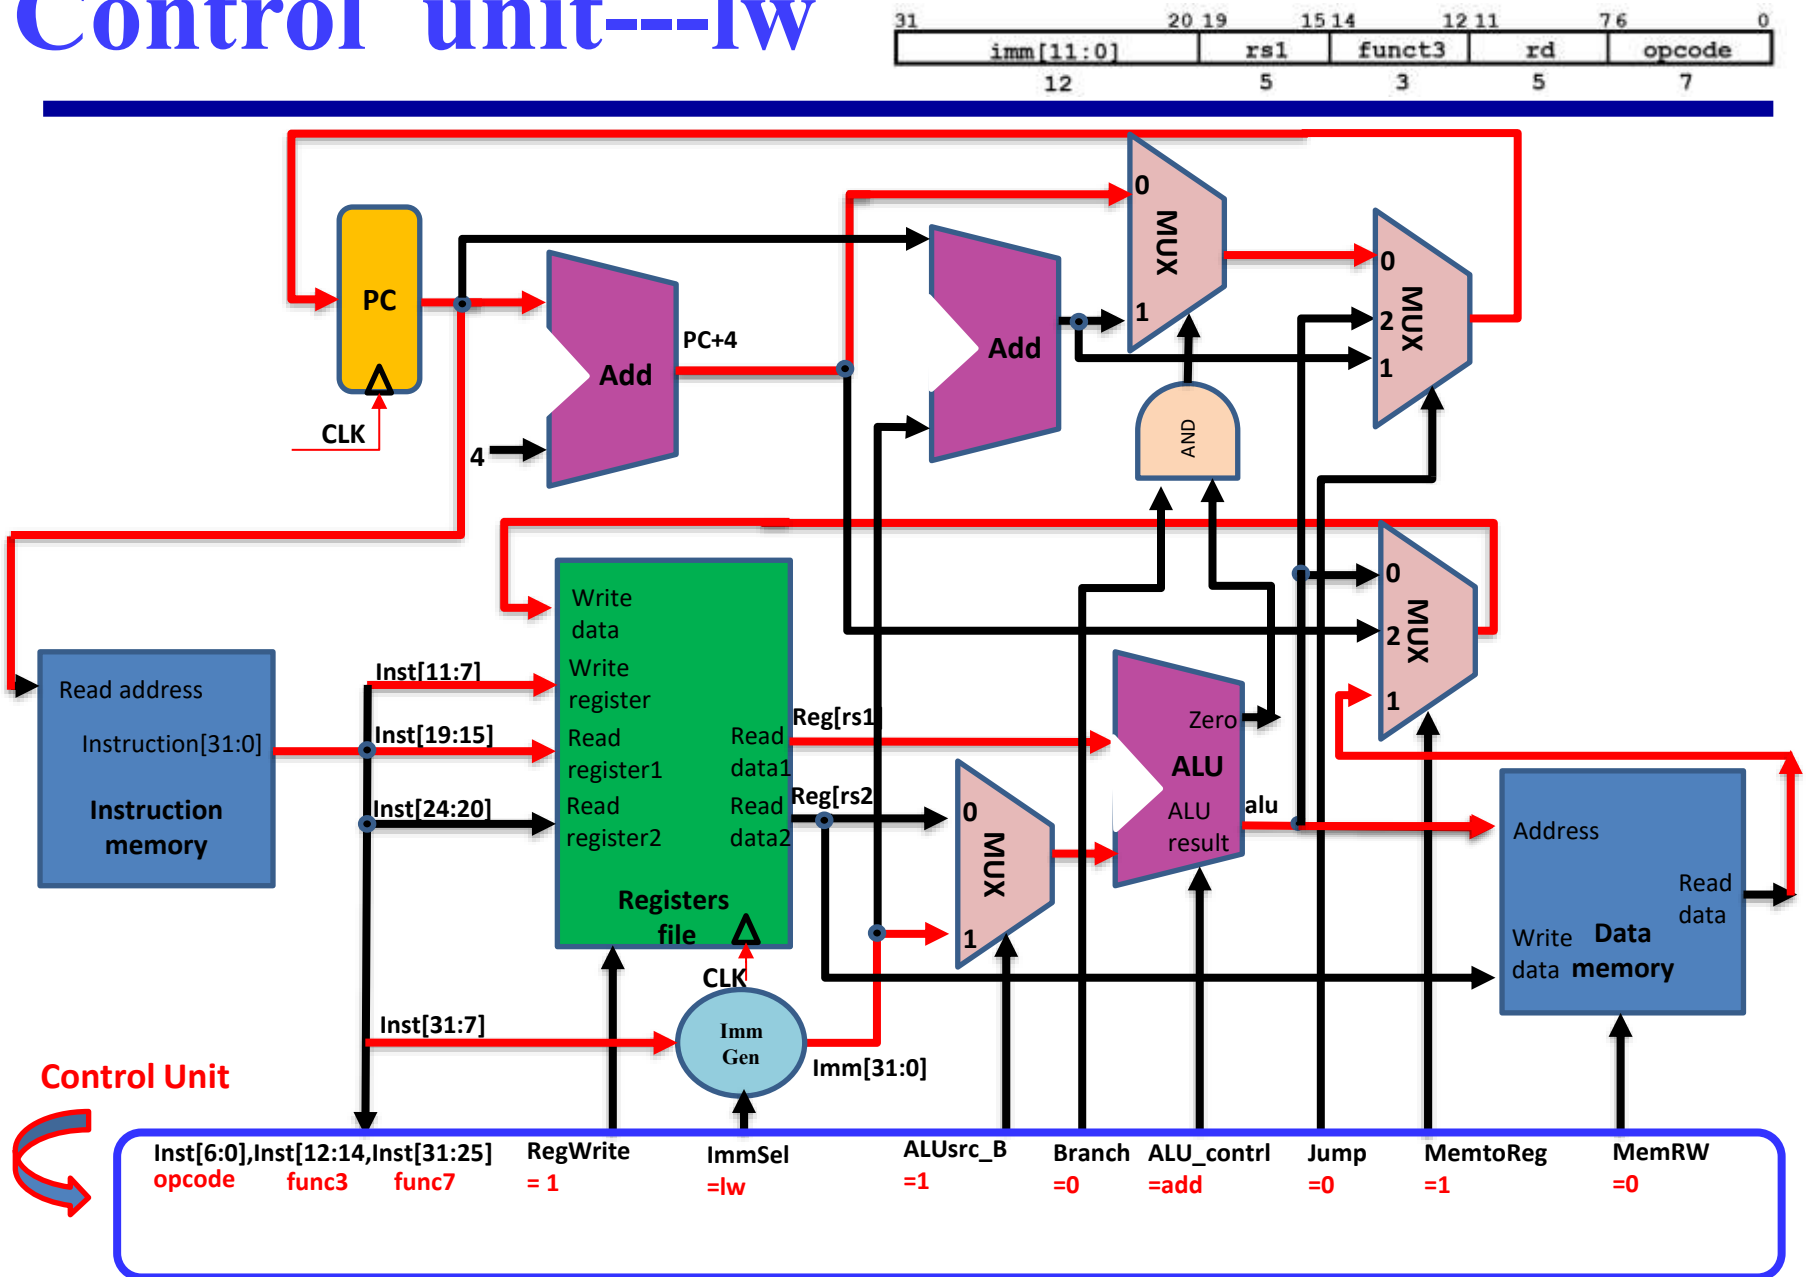 Control unit---lw
31 20 19 15 14 12 11 7 6 0
imm[11:0] rs1 funct3 rd opcode
12 5 3 5 7
0
MUX
1
0
2
1
MUX
PC
CLK
Add
PC+4
4
Add
AND
Write
data
Write
register
Read
register1
Read
register2
Read
data1
Read
data2
Registers
file
CLK
Read address
Instruction[31:0]
Instruction
memory
Inst[11:7]
Inst[19:15]
Inst[24:20]
Inst[31:7]
Reg[rs1]
Reg[rs2
Imm
Gen
Imm[31:0]
0
MUX
1
Zero
ALU
ALU
result
alu
0
2
MUX
1
Address
Read
data
Write
data
Data
memory
Control Unit
Inst[6:0],Inst[12:14,Inst[31:25] RegWrite ImmSel ALUsrc_B Branch ALU_contrl Jump MemtoReg MemRW
opcode func3 func7 = 1 =lw =1 =0 =add =0 =1 =0